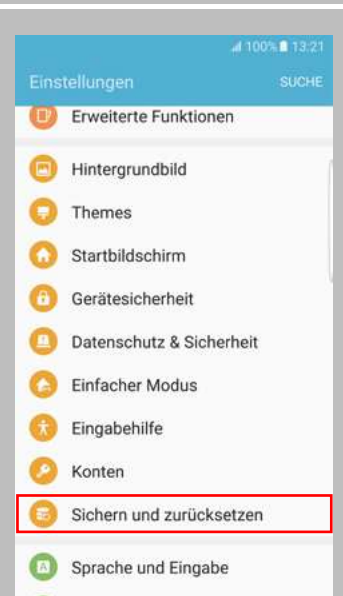 100% 13:21
Einstellungen SUCHE
Erweiterte Funktionen
Hintergrundbild
Themes
Startbildschirm
Gerätesicherheit
Datenschutz & Sicherheit
Einfacher Modus
Eingabehilfe
Konten
Sichern und zurücksetzen
A Sprache und Eingabe